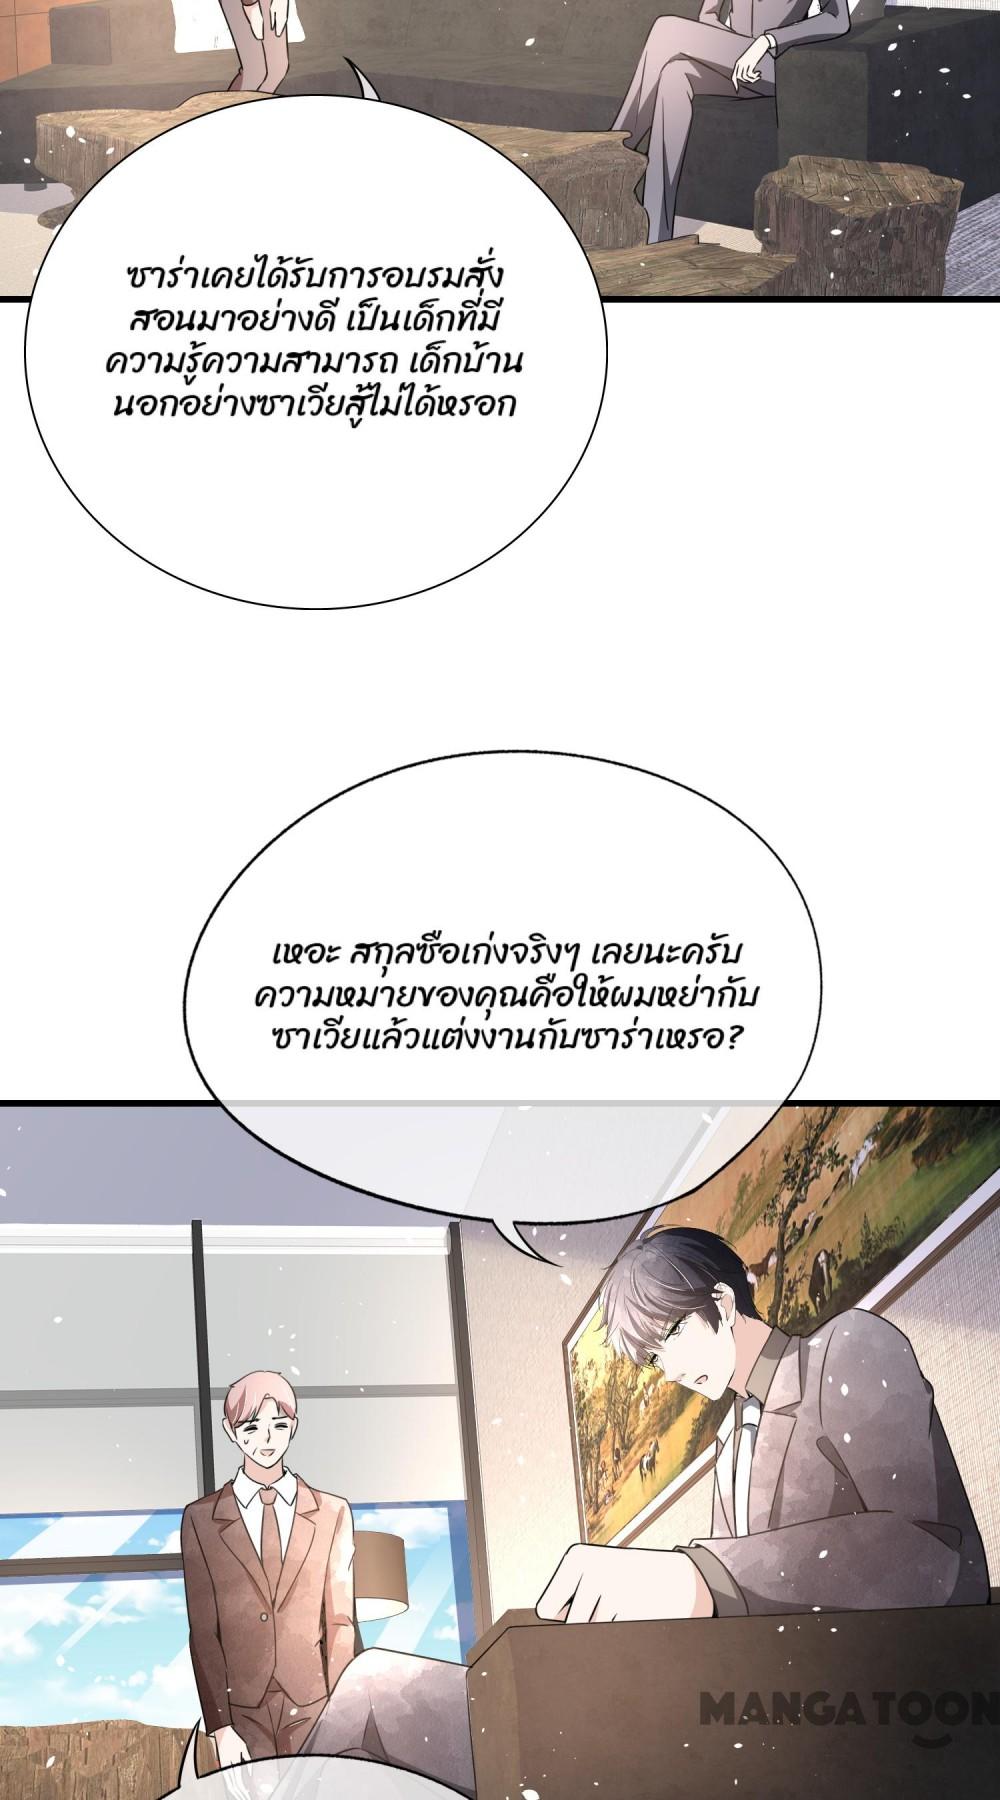 ซาร่าเคยได้รับการอบรมสั่ง
สอนมาอย่างดี เป็นเด็กที่มี
ความรู้ความสามารถ เด็กบ้าน
นอกอย่างซาเวียสู้ไม่ได้หรอก
เหอะ สกุลซือเก่งจริงๆ เลยนะครับ
ความหมายของคุณคือให้ผมหย่ากับ
ซาเวียแล้วแต่งงานกับซาร่าเหรอ?
MANGATOON